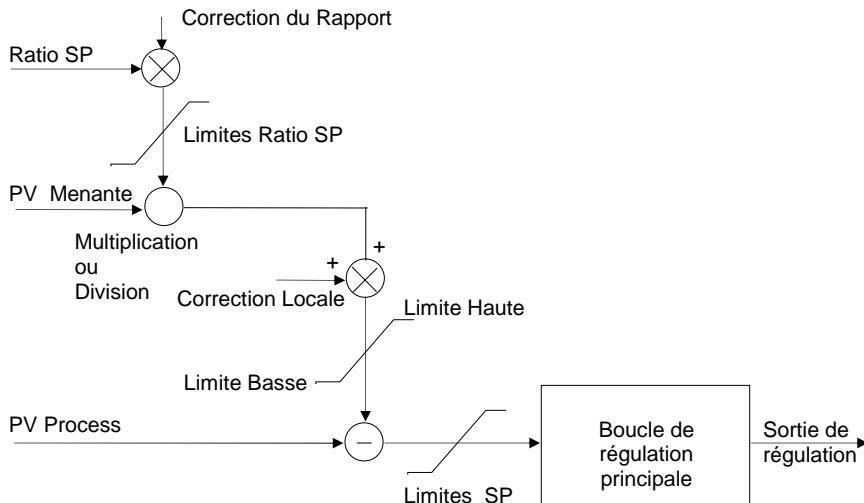 Correction du Rapport
Ratio SP
Limites Ratio SP
PV Menante
Multiplication
ou
Division
+
+
Correction Locale
Limite Haute
Limite Basse
PV Process
−
Limites SP
Boucle de
régulation
principale
Sortie de
régulation